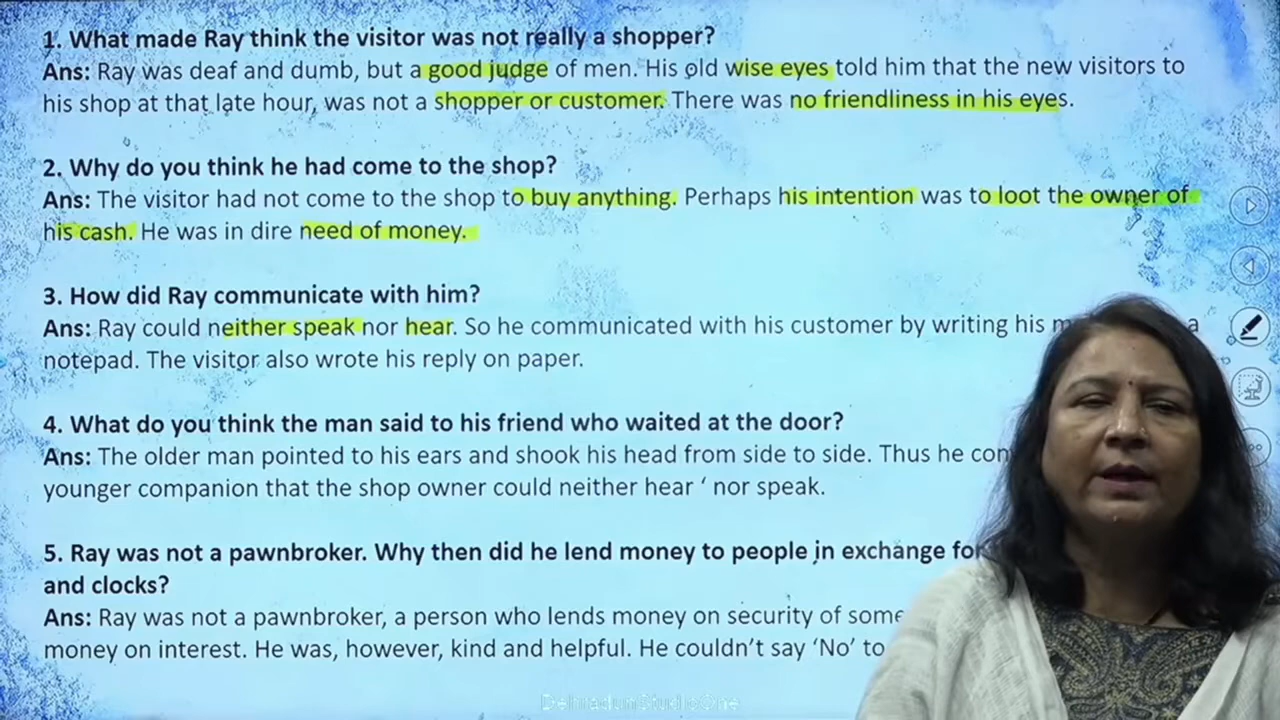 1. What made Ray think the visitor was not really a shopper?
Ans: Ray was deaf and dumb, but a good judge of men. His old wise eyes told him that the new visitors to
his shop at that late hour, was not a shopper or customer. There was no friendliness in his eyes.
2. Why do you think he had come to the shop?
Ans: The visitor had not come to the shop to buy anything. Perhaps his intention was to loot the owner of
his cash. He was in dire need of money.
3. How did Ray communicate with him?
Ans: Ray could neither speak nor hear. So he communicated with his customer by writing his a
notepad. The visitor also wrote his reply on paper.
4. What do you think the man said to his friend who waited at the door?
Ans: The older man pointed to his ears and shook his head from side to side. Thus he
younger companion that the shop owner could neither hear ‘ nor speak.
5. Ray was not a pawnbroker. Why then did he lend money to people in exchange for
and clocks?
Ans: Ray was not a pawnbroker, a person who lends money on security of some
money on interest. He was, however, kind and helpful. He couldn’t say ‘No’ to
DehradunStudioOne